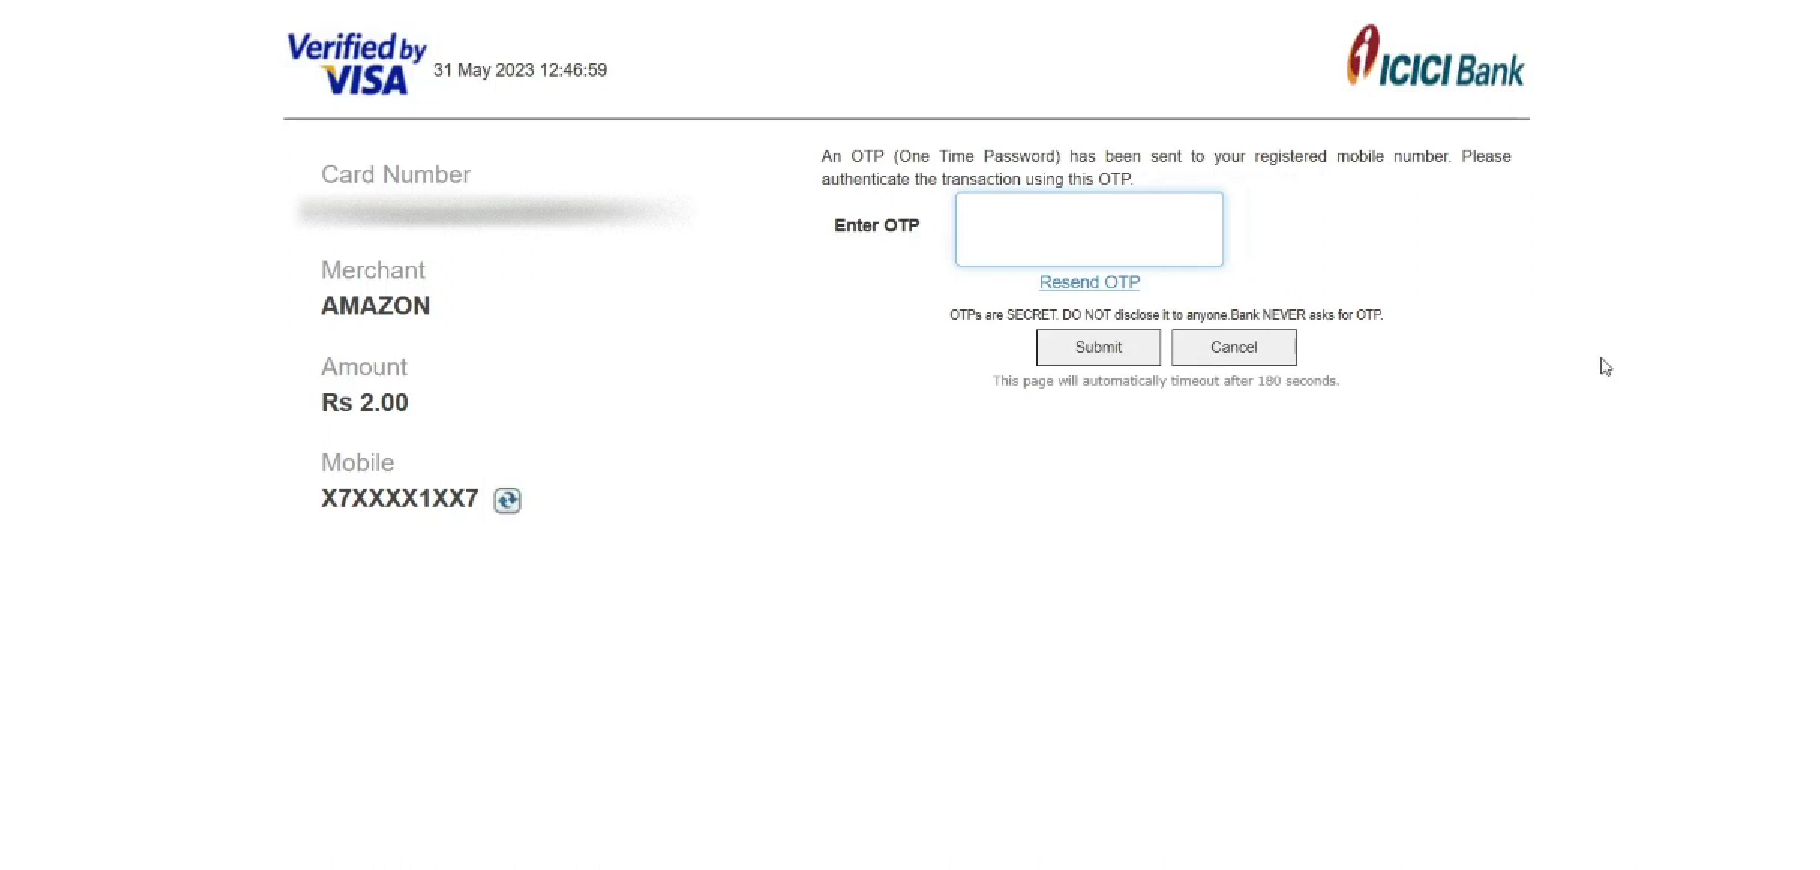 Verified by
VISA
31 May 2023 12:46:59
ICICI Bank
Card Number
Merchant
AMAZON
Amount
Rs 2.00
Mobile
X7XXXX1XX7
An OTP (One Time Password) has been sent to your registered mobile number. Please
authenticate the transaction using this OTP.
Enter OTP
Resend OTP
OTPs are SECRET. DO NOT disclose it to anyone.Bank NEVER asks for OTP.
Submit
Cancel
This page will automatically timeout after 180 seconds.